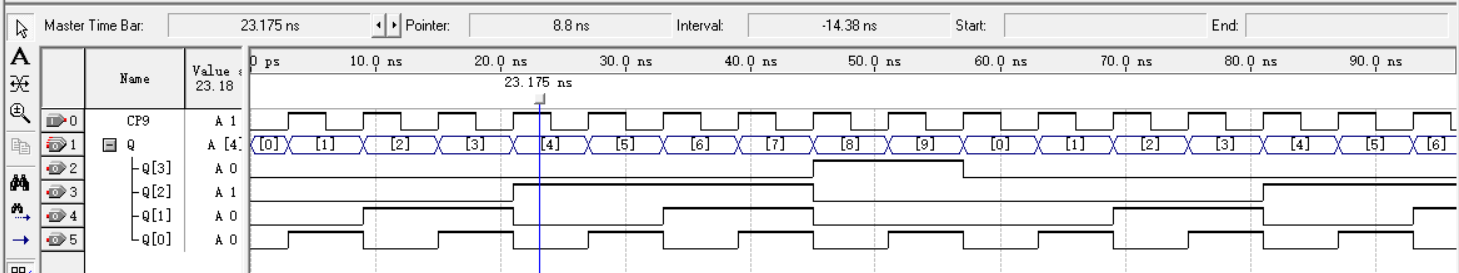 Master Time Bar: 23.175 ns Pointer: 8.8 ns Interval: -14.38 ns Start: End:
A
Name Value
23.18
0 ps 10.0 ns 20.0 ns 30.0 ns 40.0 ns 50.0 ns 60.0 ns 70.0 ns 80.0 ns 90.0 ns
23.175 ns
0 CP9 A 1
1 Q A [4] [0] [1] [2] [3] [4] [5] [6] [7] [8] [9] [0] [1] [2] [3] [4] [5] [6]
2 Q[3] A 0
3 Q[2] A 1
4 Q[1] A 0
5 Q[0] A 0